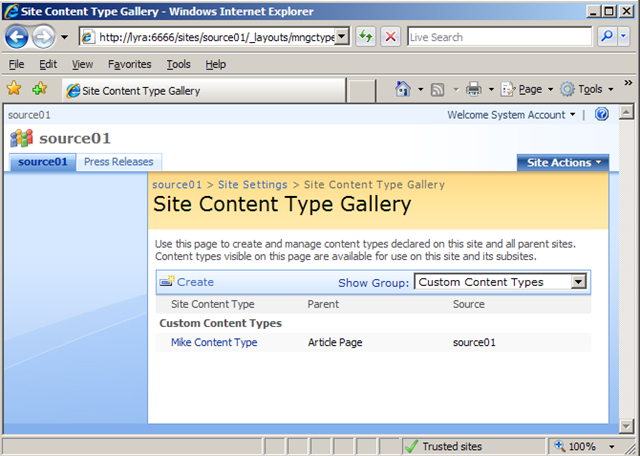 Site Content Type Gallery - Windows Internet Explorer
http://lyra:6666/sites/source01/_layouts/mngctype
Live Search
File Edit View Favorites Tools Help
Site Content Type Gallery
Page Tools »
source01
Welcome System Account
source01
source01 Press Releases
Site Actions
source01 > Site Settings > Site Content Type Gallery
Site Content Type Gallery
Use this page to create and manage content types declared on this site and all parent sites.
Content types visible on this page are available for use on this site and its subsites.
Create
Show Group: Custom Content Types
Site Content Type Parent Source
Custom Content Types
Mike Content Type Article Page source01
Trusted sites
100%